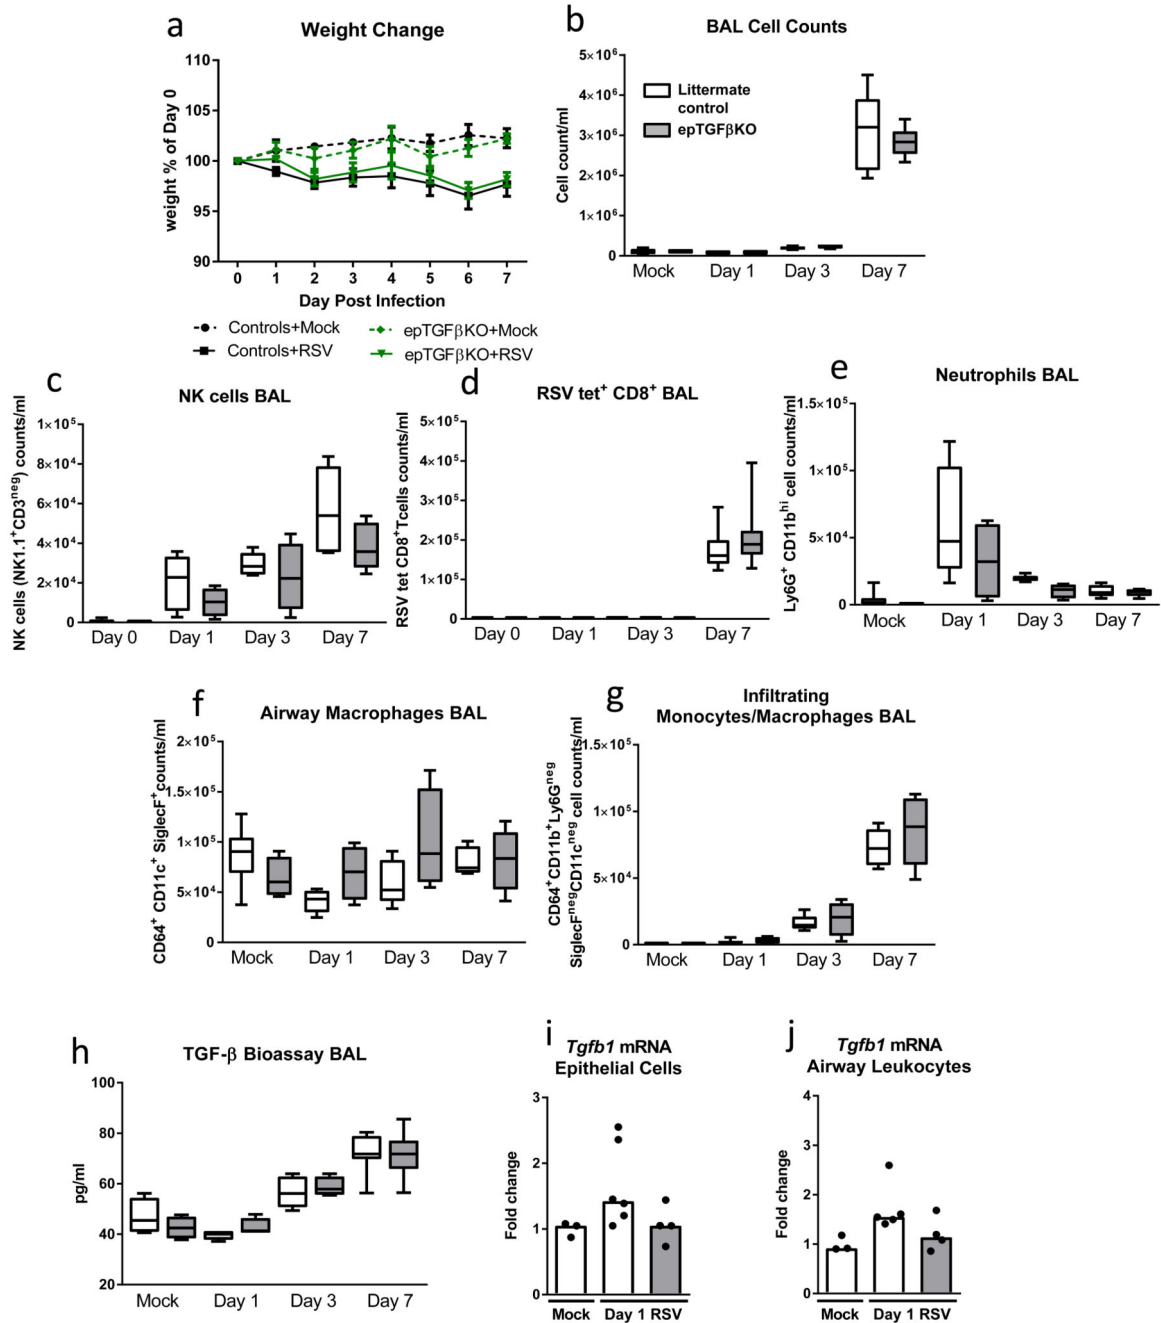 a
Weight Change
weight % of Day 0
110
105
100
95
90
0 1 2 3 4 5 6 7
Day Post Infection
Controls+Mock
Controls+RSV
epTGFβKO+Mock
epTGFβKO+RSV
b
BAL Cell Counts
Cell count/ml
5×10⁶
4×10⁶
3×10⁶
2×10⁶
1×10⁶
0
Littermate
control
epTGFβKO
Mock Day 1 Day 3 Day 7
c
NK cells BAL
NK cells (NK1.1⁺CD3ⁿᵉᵍ) counts/ml
1×10⁵
8×10⁴
6×10⁴
4×10⁴
2×10⁴
0
Day 0 Day 1 Day 3 Day 7
d
RSV tet⁺ CD8⁺ BAL
RSV tet CD8⁺Tcells counts/ml
5×10⁵
4×10⁵
3×10⁵
2×10⁵
1×10⁵
0
Day 0 Day 1 Day 3 Day 7
e
Neutrophils BAL
Ly6G⁺ CD11bʰⁱ cell counts/ml
1.5×10⁵
1×10⁵
5×10⁴
0
Mock Day 1 Day 3 Day 7
f
Airway Macrophages BAL
CD64⁺ CD11c⁺ SiglecF⁺counts/ml
2×10⁵
1.5×10⁵
1×10⁵
5×10⁴
0
Mock Day 1 Day 3 Day 7
g
Infiltrating
Monocytes/Macrophages BAL
CD64⁺CD11b⁺Ly6Gⁿᵉᵍ
SiglecFⁿᵉᵍCD11cⁿᵉᵍ cell counts/ml
1.5×10⁵
1×10⁵
5×10⁴
0
Mock Day 1 Day 3 Day 7
h
TGF-β Bioassay BAL
pg/ml
100
80
60
40
20
Mock Day 1 Day 3 Day 7
i
Tgfb1 mRNA
Epithelial Cells
Fold change
3
2
1
0
Mock Day 1 RSV
j
Tgfb1 mRNA
Airway Leukocytes
Fold change
4
3
2
1
0
Mock Day 1 RSV